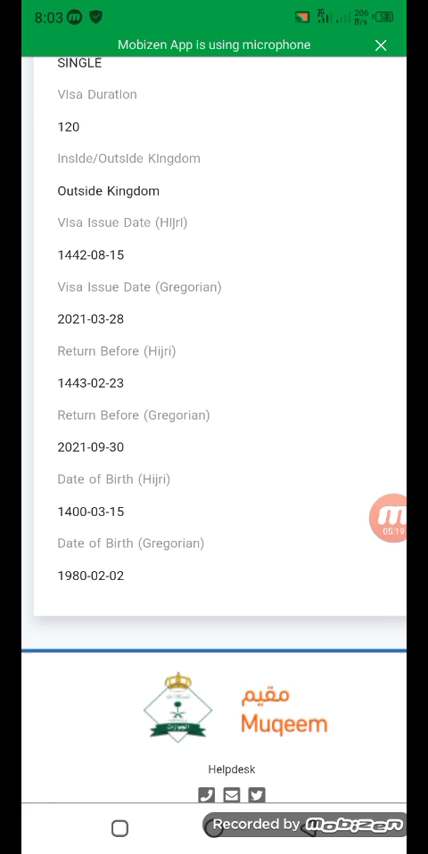 8:03
206
B/s
Mobizen App is using microphone
SINGLE
Visa Duration
120
Inside/Outside Kingdom
Outside Kingdom
Visa Issue Date (Hijri)
1442-08-15
Visa Issue Date (Gregorian)
2021-03-28
Return Before (Hijri)
1443-02-23
Return Before (Gregorian)
2021-09-30
Date of Birth (Hijri)
1400-03-15
05:19
Date of Birth (Gregorian)
1980-02-02
مقيم
Muqeem
Helpdesk
Recorded by mobizen